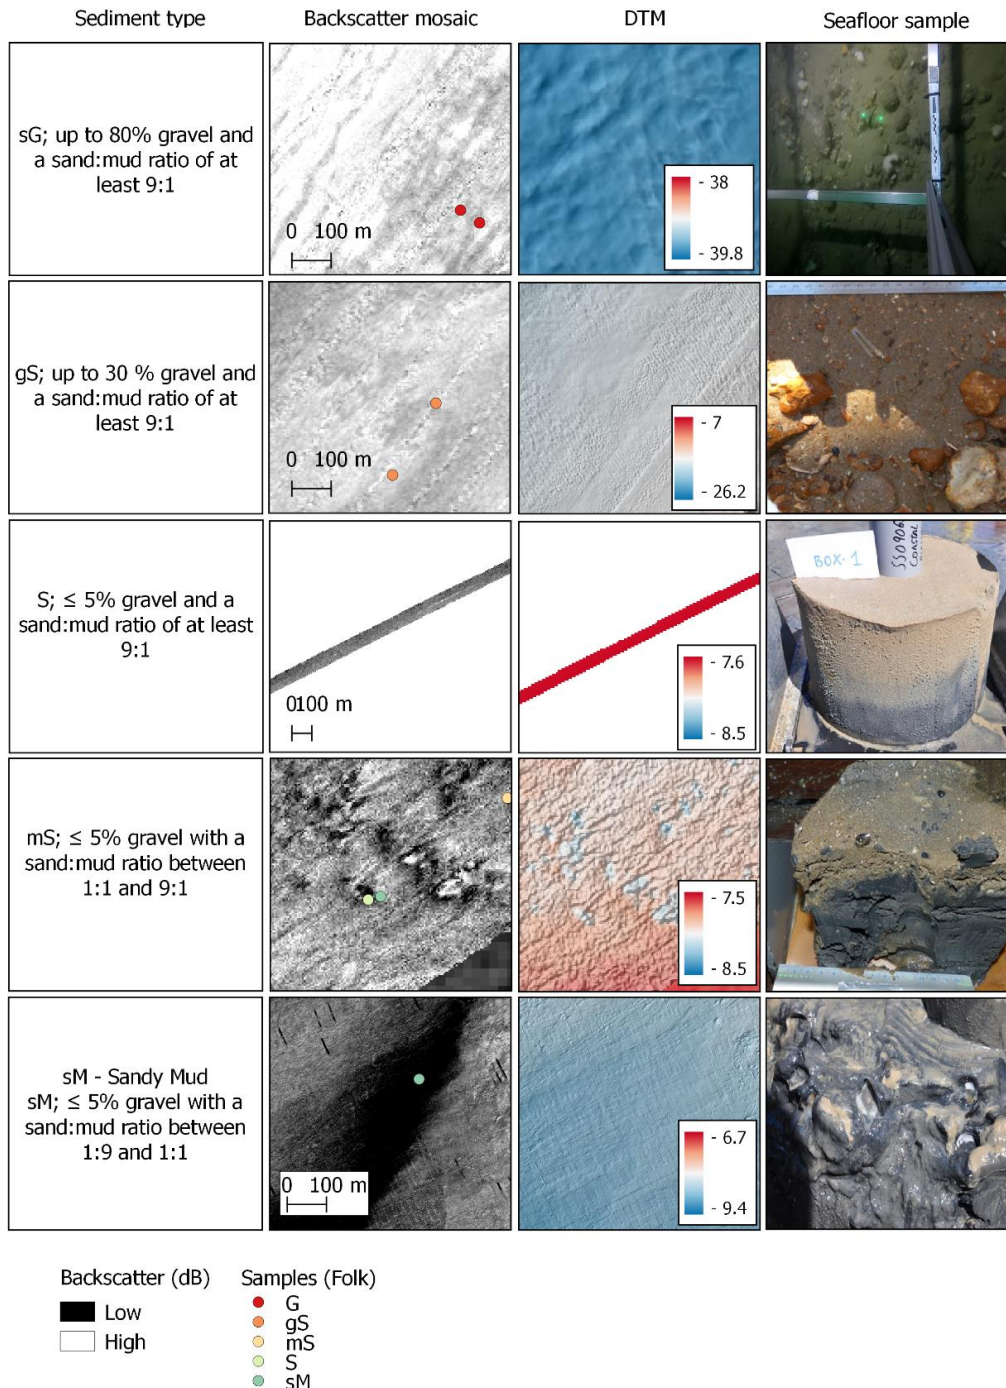 Sediment type
Backscatter mosaic
DTM
Seafloor sample
sG; up to 80% gravel and
a sand:mud ratio of at
least 9:1
0 100 m
- 38
- 39.8
gS; up to 30 % gravel and
a sand:mud ratio of at
least 9:1
0 100 m
- 7
- 26.2
S; ≤ 5% gravel and a
sand:mud ratio of at least
9:1
0100 m
- 7.6
- 8.5
BOX-1
SS0906
COASTAL
mS; ≤ 5% gravel with a
sand:mud ratio between
1:1 and 9:1
- 7.5
- 8.5
sM - Sandy Mud
sM; ≤ 5% gravel with a
sand:mud ratio between
1:9 and 1:1
0 100 m
- 6.7
- 9.4
Backscatter (dB)
Low
High
Samples (Folk)
G
gS
mS
S
sM